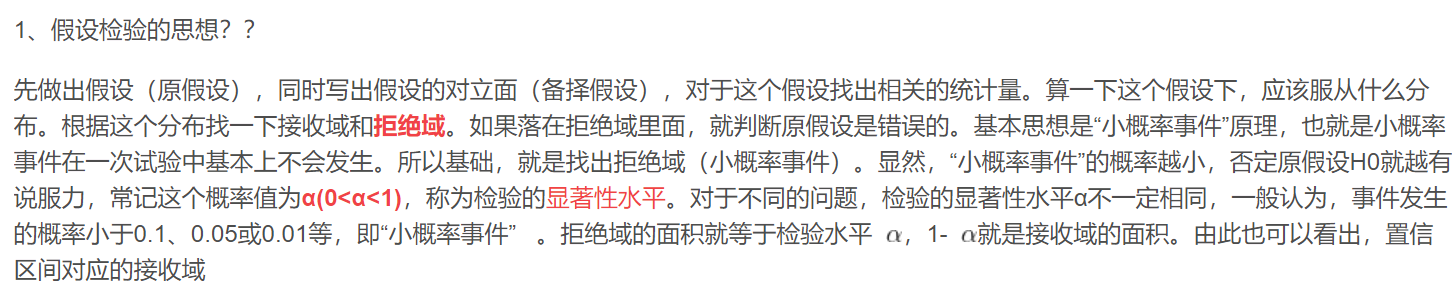 1、假设检验的思想？？
先做出假设（原假设），同时写出假设的对立面（备择假设），对于这个假设找出相关的统计量。算一下这个假设下，应该服从什么分
布。根据这个分布找一下接收域和拒绝域。如果落在拒绝域里面，就判断原假设是错误的。基本思想是“小概率事件”原理，也就是小概率
事件在一次试验中基本上不会发生。所以基础，就是找出拒绝域（小概率事件）。显然，“小概率事件”的概率越小，否定原假设H0就越有
说服力，常记这个概率值为α(0<α<1)，称为检验的显著性水平。对于不同的问题，检验的显著性水平α不一定相同，一般认为，事件发生
的概率小于0.1、0.05或0.01等，即“小概率事件” 。拒绝域的面积就等于检验水平 α，1- α就是接收域的面积。由此也可以看出，置信
区间对应的接收域